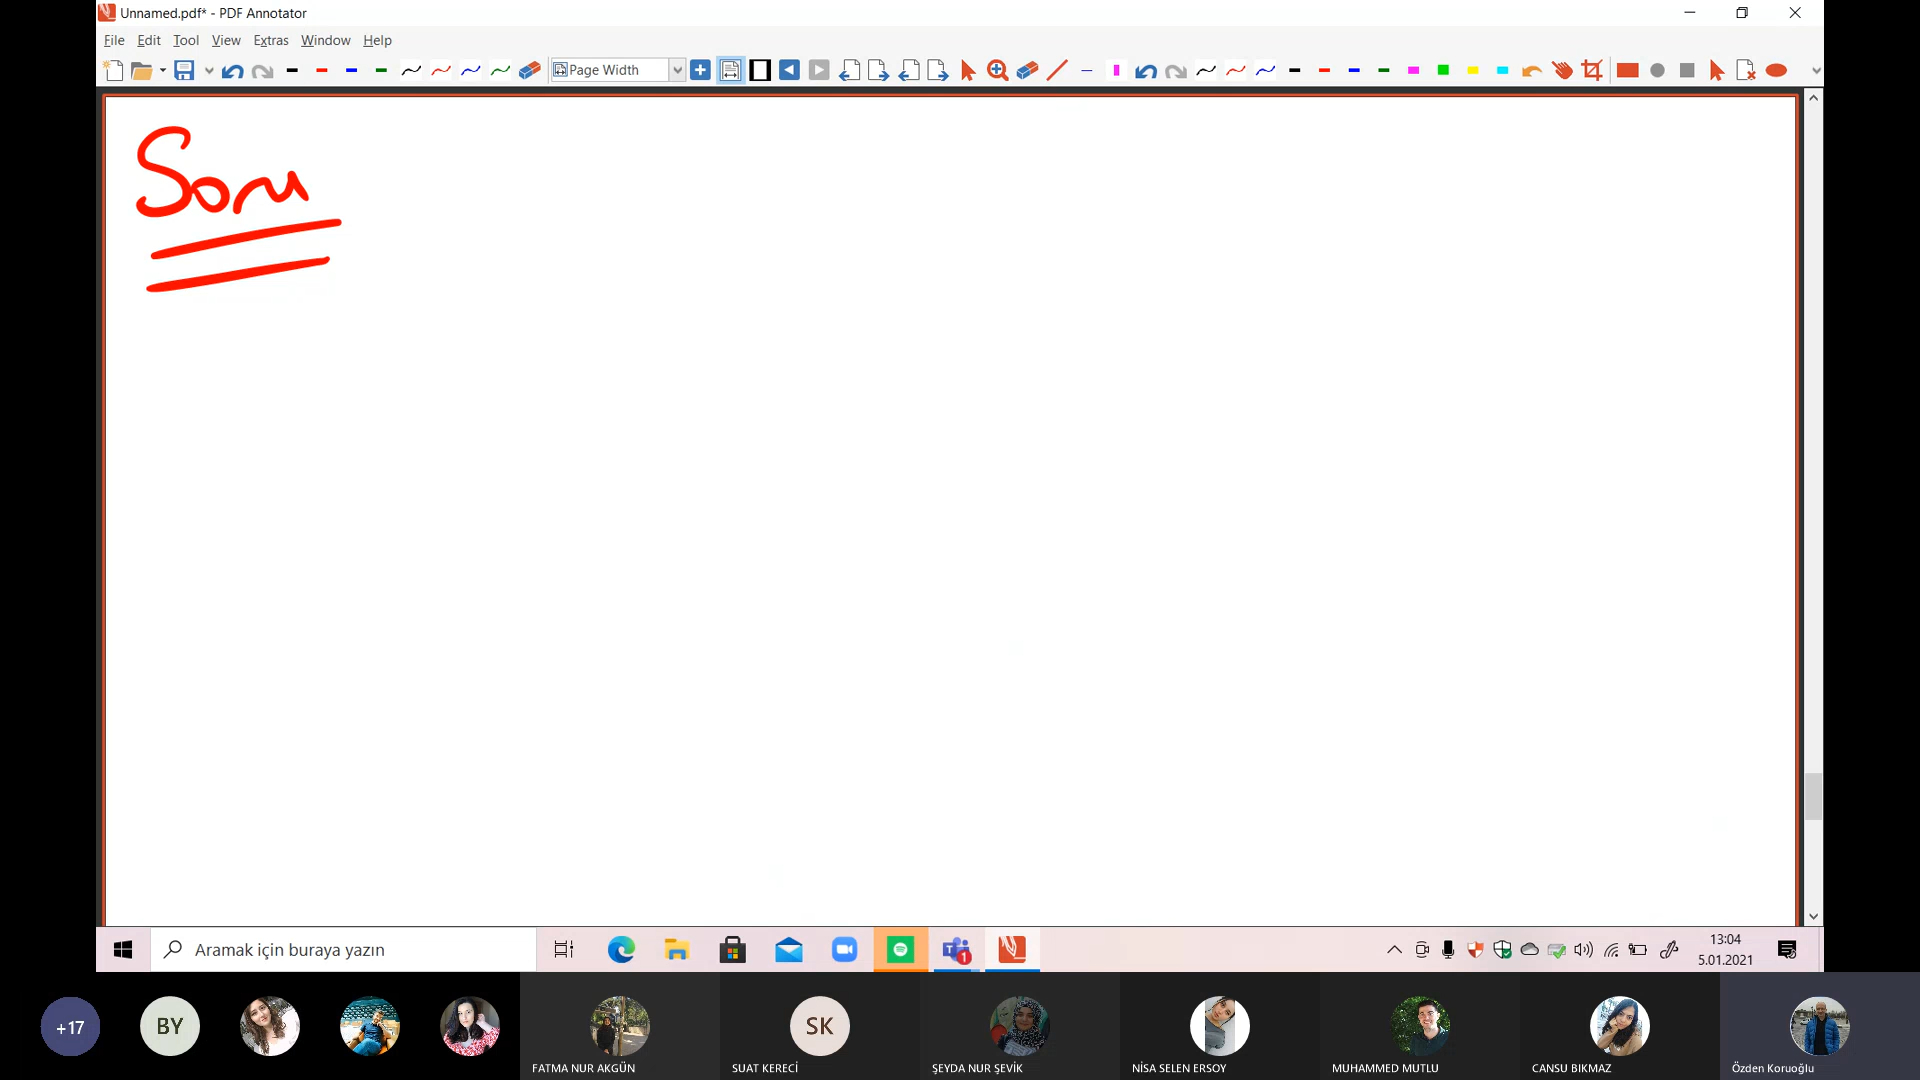 Unnamed.pdf* - PDF Annotator
File Edit Tool View Extras Window Help
Page Width
Soru
Aramak için buraya yazın
1
13:04
5.01.2021
+17
BY
SK
FATMA NUR AKGÜN
SUAT KERECİ
ŞEYDA NUR ŞEVİK
NİSA SELEN ERSOY
MUHAMMED MUTLU
CANSU BIKMAZ
Özden Koruoğlu